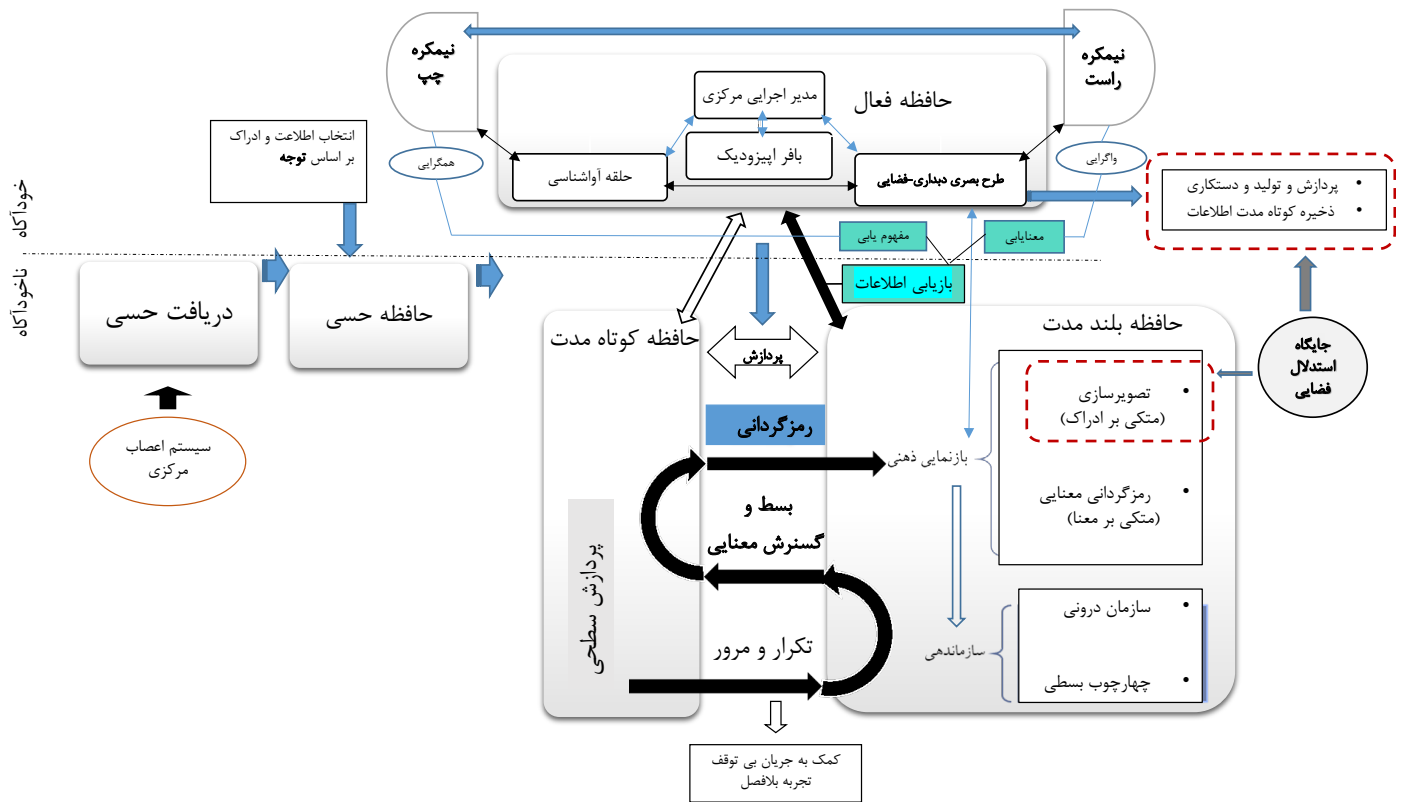 نیمکره
راست
نیمکره
چپ
حافظه فعال
مدیر اجرایی مرکزی
بافر اپیزودیک
طرح بصری دیداری-فضایی
حلقه آواشناسی
واگرایی
همگرایی
انتخاب اطلاعت و ادراک
بر اساس توجه
• پردازش و تولید و دستکاری
• ذخیره کوتاه مدت اطلاعات
خودآکاه
ناخودآکاه
معنایابی
مفهوم یابی
بازیابی اطلاعات
دریافت حسی
حافظه حسی
سیستم اعصاب
مرکزی
حافظه کوتاه مدت
پردازش
حافظه بلند مدت
جایگاه
استدلال
فضایی
• تصویرسازی
(متکی بر ادراک)
رمزگردانی
بازنمایی ذهنی
• رمزگردانی معنایی
(متکی بر معنا)
بسط و
گسنرش معنایی
پردازش سطحی
تکرار و مرور
• سازمان درونی
سازماندهی
• چهارچوب بسطی
کمک به جریان بی توقف
تجربه بلافصل